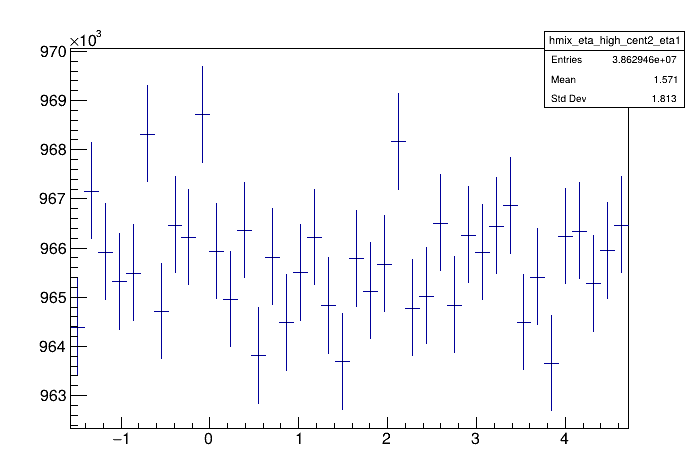 ×10³
hmix_eta_high_cent2_eta1
Entries 3.862946e+07
Mean 1.571
Std Dev 1.813
970
969
968
967
966
965
964
963
−1 0 1 2 3 4